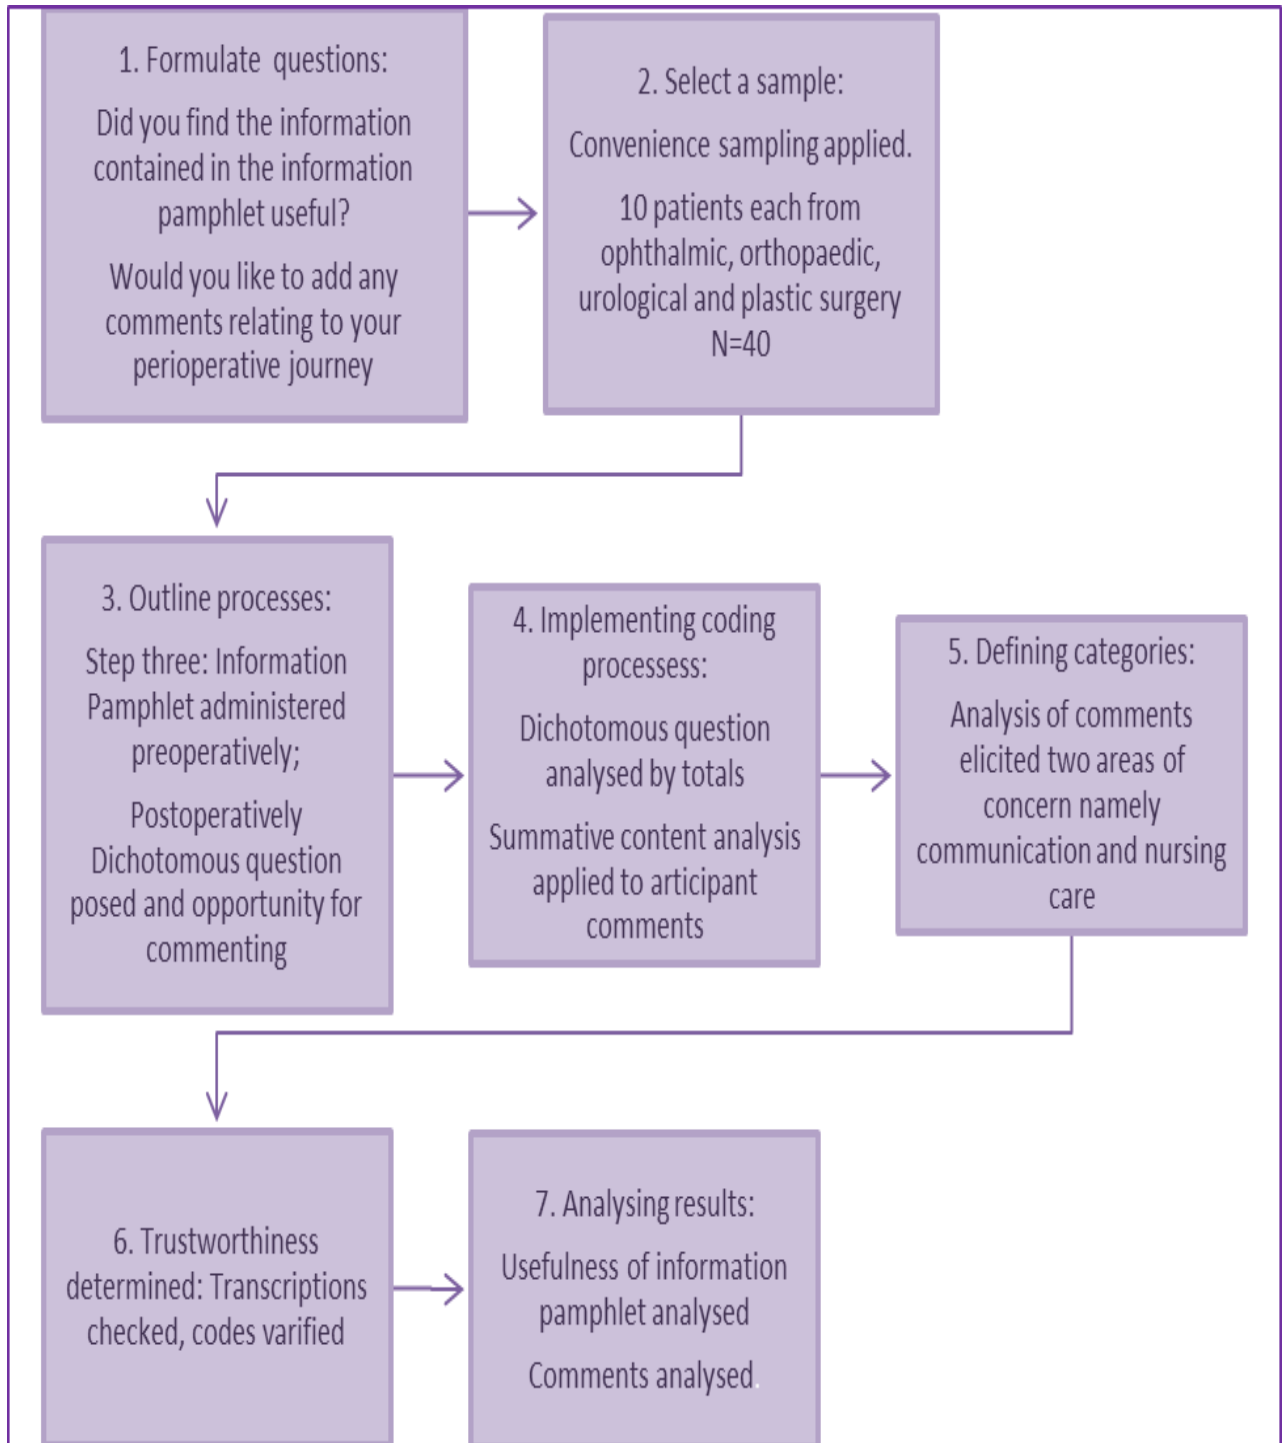 1. Formulate questions:
Did you find the information
contained in the information
pamphlet useful?
Would you like to add any
comments relating to your
perioperative journey
2. Select a sample:
Convenience sampling applied.
10 patients each from
ophthalmic, orthopaedic,
urological and plastic surgery
N=40
3. Outline processes:
Step three: Information
Pamphlet administered
preoperatively;
Postoperatively
Dichotomous question
posed and opportunity for
commenting
4. Implementing coding
processess:
Dichotomous question
analysed by totals
Summative content analysis
applied to articipant
comments
5. Defining categories:
Analysis of comments
elicited two areas of
concern namely
communication and nursing
care
6. Trustworthiness
determined: Transcriptions
checked, codes varified
7. Analysing results:
Usefulness of information
pamphlet analysed
Comments analysed.